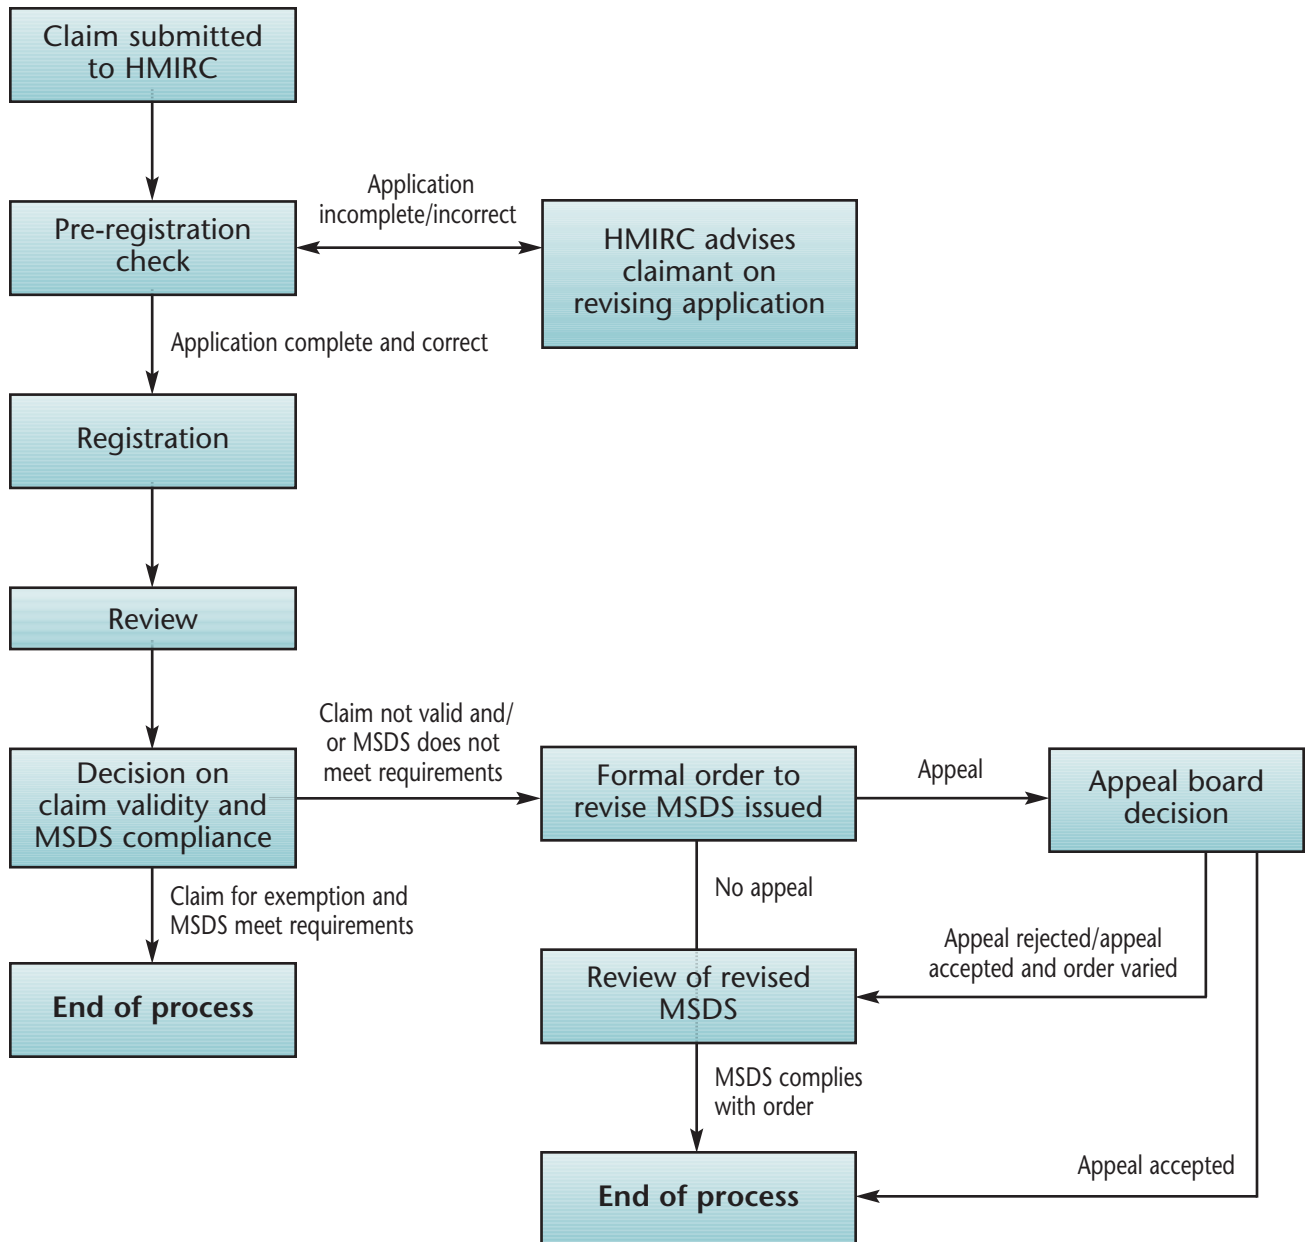 Claim submitted
to HMIRC
Pre-registration
check
Application
incomplete/incorrect
HMIRC advises
claimant on
revising application
Application complete and correct
Registration
Review
Decision on
claim validity and
MSDS compliance
Claim not valid and/
or MSDS does not
meet requirements
Formal order to
revise MSDS issued
Appeal
Appeal board
decision
Claim for exemption and
MSDS meet requirements
End of process
No appeal
Appeal rejected/appeal
accepted and order varied
Review of revised
MSDS
MSDS complies
with order
Appeal accepted
End of process